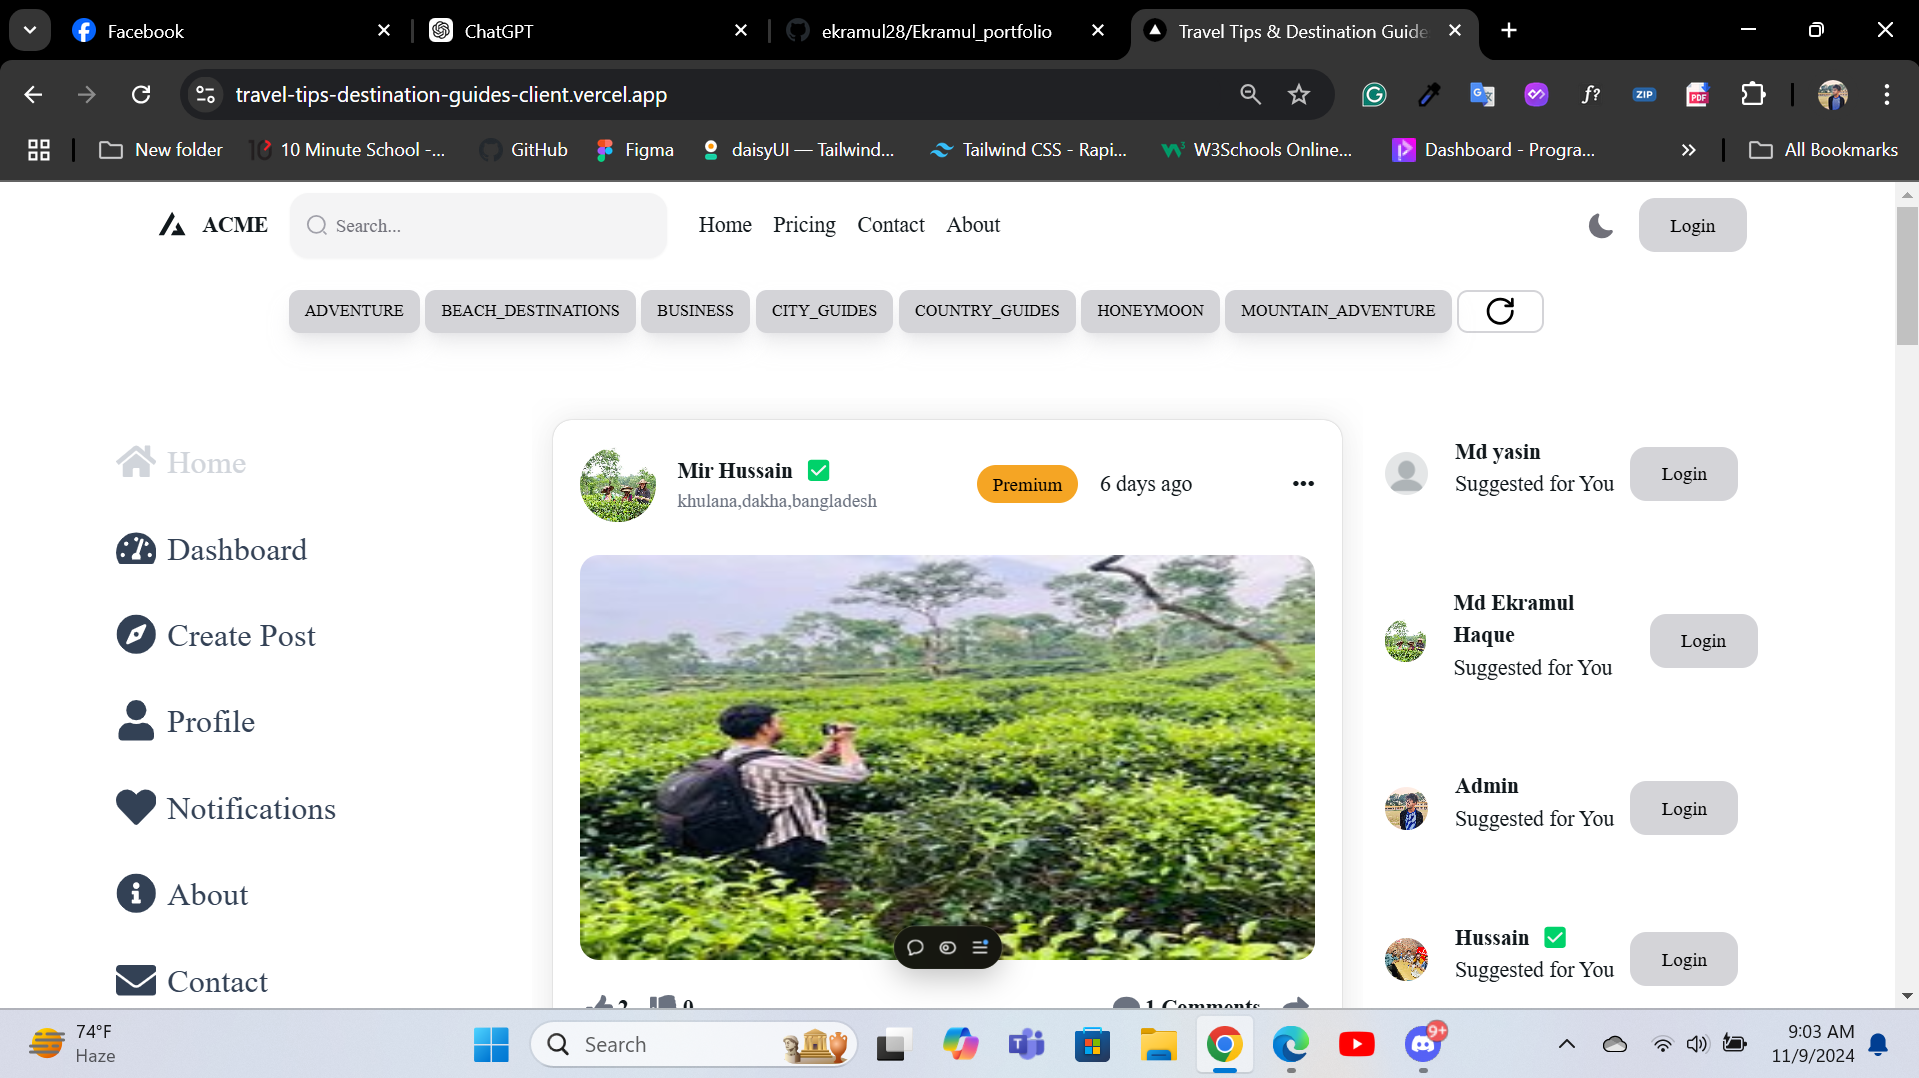 Facebook
ChatGPT
ekramul28/Ekramul_portfolio
Travel Tips & Destination Guide
travel-tips-destination-guides-client.vercel.app
f?
ZIP
PDF
New folder
10 Minute School -...
GitHub
Figma
daisyUI — Tailwind...
Tailwind CSS - Rapi...
W3Schools Online...
Dashboard - Progra...
All Bookmarks
ACME
Search...
Home
Pricing
Contact
About
Login
ADVENTURE
BEACH_DESTINATIONS
BUSINESS
CITY_GUIDES
COUNTRY_GUIDES
HONEYMOON
MOUNTAIN_ADVENTURE
Home
Dashboard
Create Post
Profile
Notifications
About
Contact
Mir Hussain
khulana,dakha,bangladesh
Premium
6 days ago
2
0
1 Comments
Md yasin
Suggested for You
Login
Md Ekramul
Haque
Suggested for You
Login
Admin
Suggested for You
Login
Hussain
Suggested for You
Login
74°F
Haze
Search
9+
9:03 AM
11/9/2024